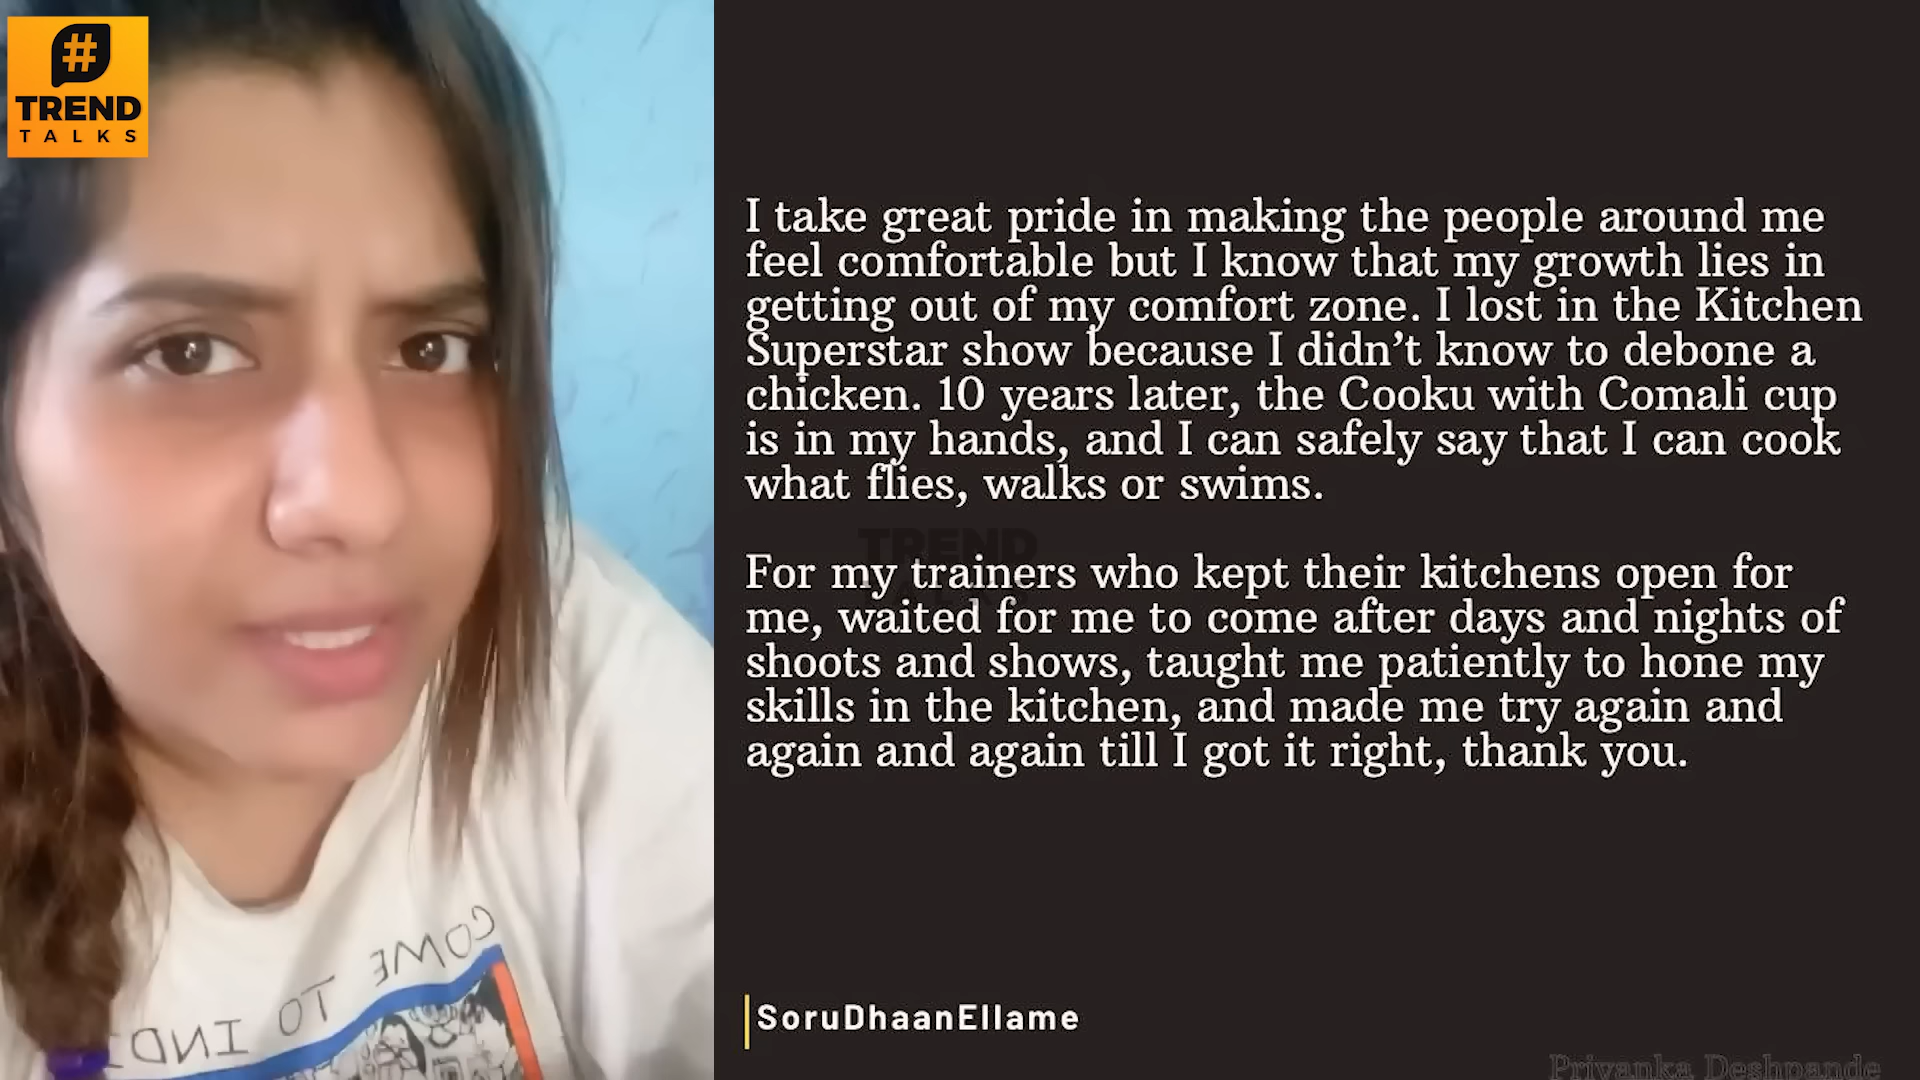 #
TREND
TALKS
I take great pride in making the people around me
feel comfortable but I know that my growth lies in
getting out of my comfort zone. I lost in the Kitchen
Superstar show because I didn’t know to debone a
chicken. 10 years later, the Cooku with Comali cup
is in my hands, and I can safely say that I can cook
what flies, walks or swims.
TREND
TALKS
For my trainers who kept their kitchens open for
me, waited for me to come after days and nights of
shoots and shows, taught me patiently to hone my
skills in the kitchen, and made me try again and
again and again till I got it right, thank you.
COME TO INDI
SoruDhaanEllame
Priyanka Deshpande